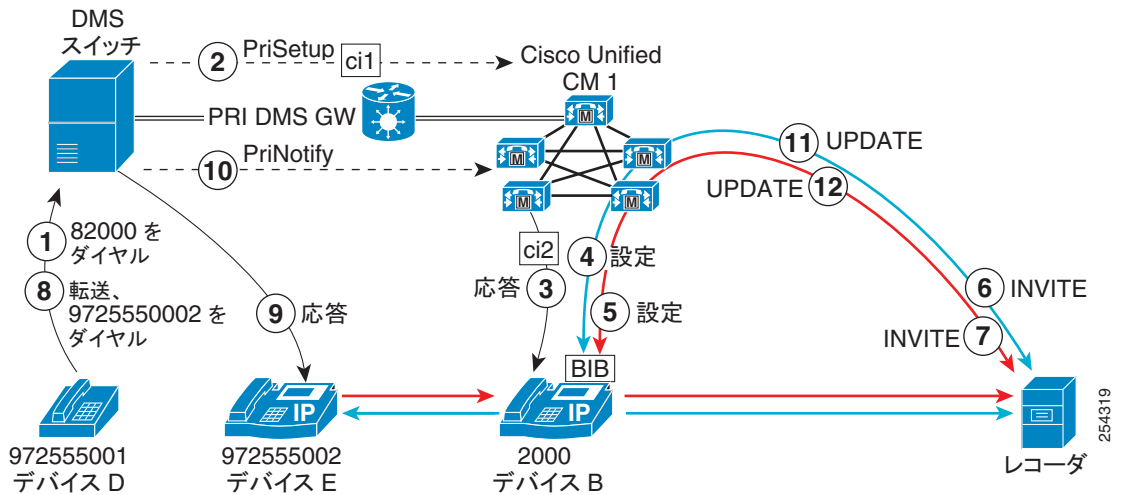 DMS
スイッチ
2 PriSetup ci1
Cisco Unified
CM 1
PRI DMS GW
M
M
M
M
M
10 PriNotify
11 UPDATE
UPDATE 12
1 82000 を
ダイヤル
8 転送、
9725550002 を
ダイヤル
9 応答
ci2
応答 3
4 設定
5 設定
6 INVITE
INVITE 7
BIB
IP
IP
972555001
デバイス D
972555002
デバイス E
2000
デバイス B
レコーダ
254319